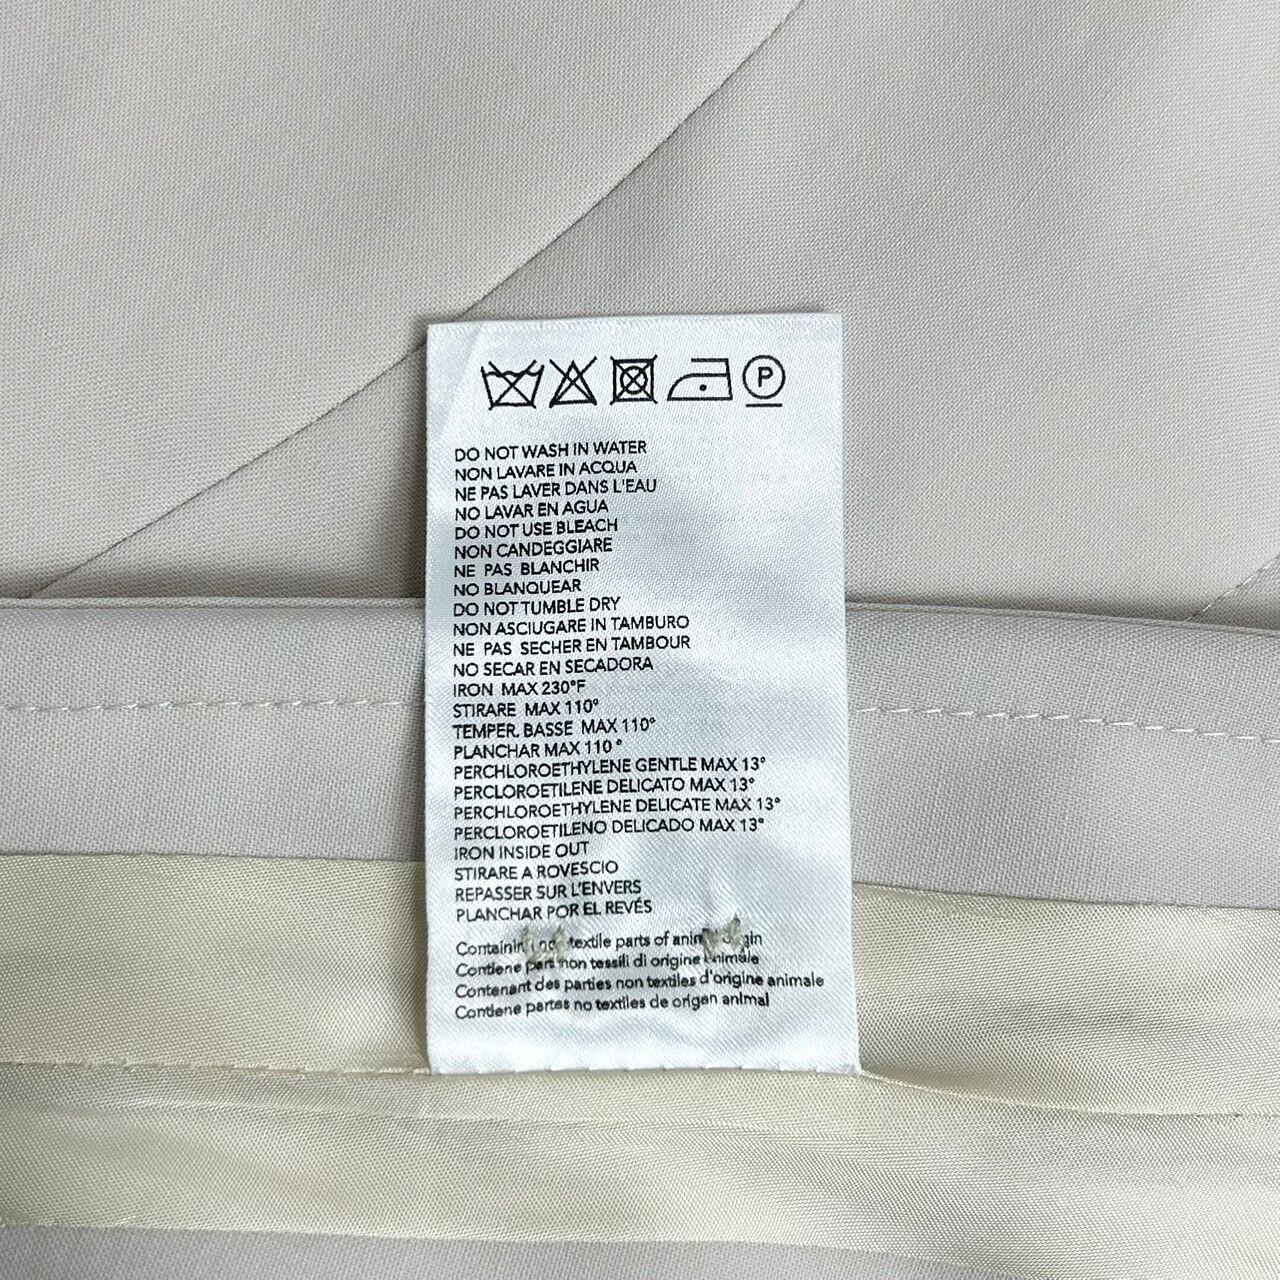 P
DO NOT WASH IN WATER
NON LAVARE IN ACQUA
NE PAS LAVER DANS L'EAU
NO LAVAR EN AGUA
DO NOT USE BLEACH
NON CANDEGGIARE
NE PAS BLANCHIR
NO BLANQUEAR
DO NOT TUMBLE DRY
NON ASCIUGARE IN TAMBURO
NE PAS SECHER EN TAMBOUR
NO SECAR EN SECADORA
IRON MAX 230°F
STIRARE MAX 110°
TEMPER. BASSE MAX 110°
PLANCHAR MAX 110°
PERCHLOROETHYLENE GENTLE MAX 13°
PERCLOROETILENE DELICATO MAX 13°
PERCHLOROETHYLENE DELICATE MAX 13°
PERCLOROETILENO DELICADO MAX 13°
IRON INSIDE OUT
STIRARE A ROVESCIO
REPASSER SUR L'ENVERS
PLANCHAR POR EL REVÉS
textile parts of
Contiene part non tessili di origine animale
Contenant des parties non textiles d'origine animale
Contiene partes no textiles de origen animal